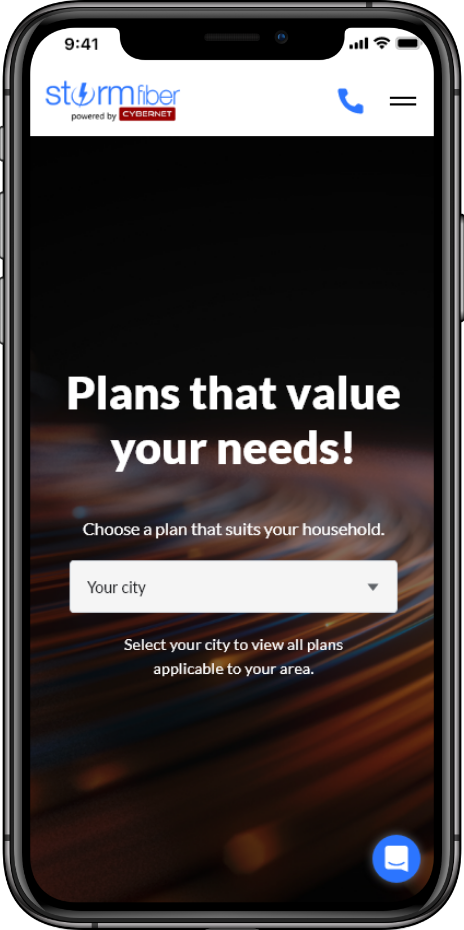 9:41
stormfiber
powered by CYBERNET
Plans that value
your needs!
Choose a plan that suits your household.
Your city
Select your city to view all plans
applicable to your area.